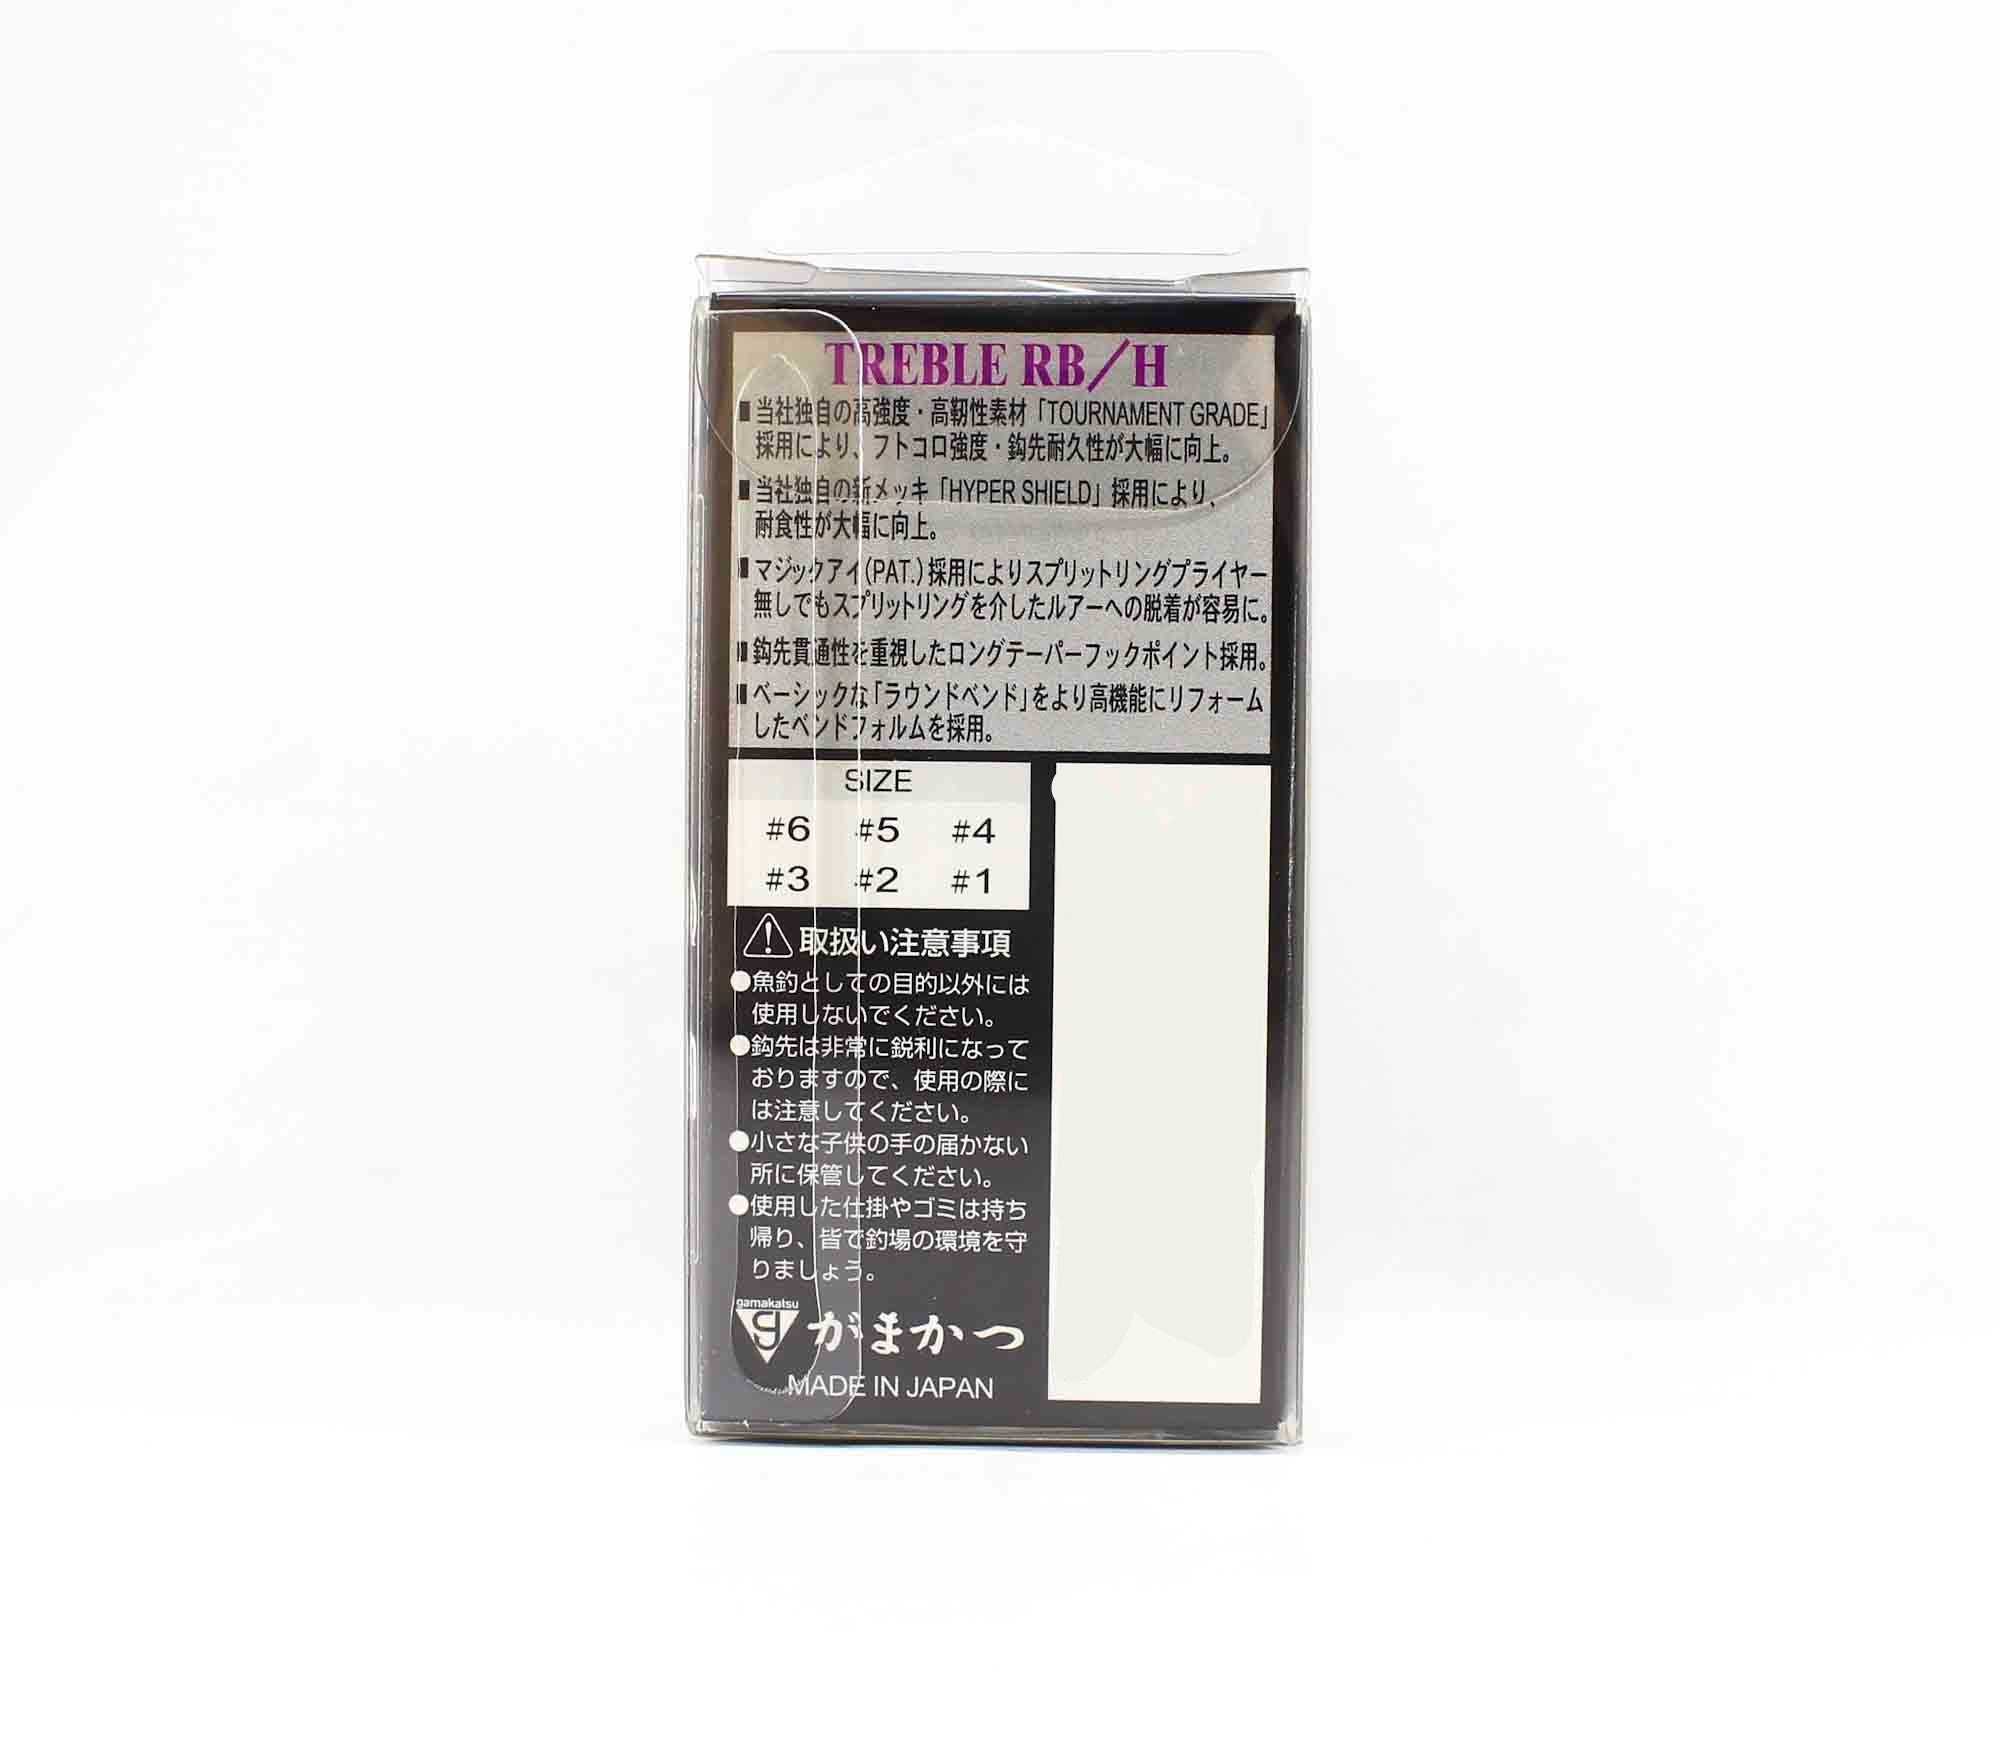 TREBLE RB/H
■当社独自の高強度・高靭性素材「TOURNAMENT GRADE」
採用により、フトコロ強度・鈎先耐久性が大幅に向上。
■当社独自の新メッキ「HYPER SHIELD」採用により、
耐食性が大幅に向上。
■マジックアイ(PAT.)採用によりスプリットリングプライヤー
無しでもスプリットリングを介したルアーへの脱着が容易に。
■鈎先貫通性を重視したロングテーパーフックポイント採用。
■ベーシックな「ラウンドベンド」をより高機能にリフォーム
したベンドフォルムを採用。
SIZE
#6 #5 #4
#3 #2 #1
取扱い注意事項
●魚釣としての目的以外には
使用しないでください。
●鈎先は非常に鋭利になって
おりますので、使用の際に
は注意してください。
●小さな子供の手の届かない
所に保管してください。
●使用した仕掛やゴミは持ち
帰り、皆で釣場の環境を守
りましょう。
gamakatsu
がまかつ
MADE IN JAPAN